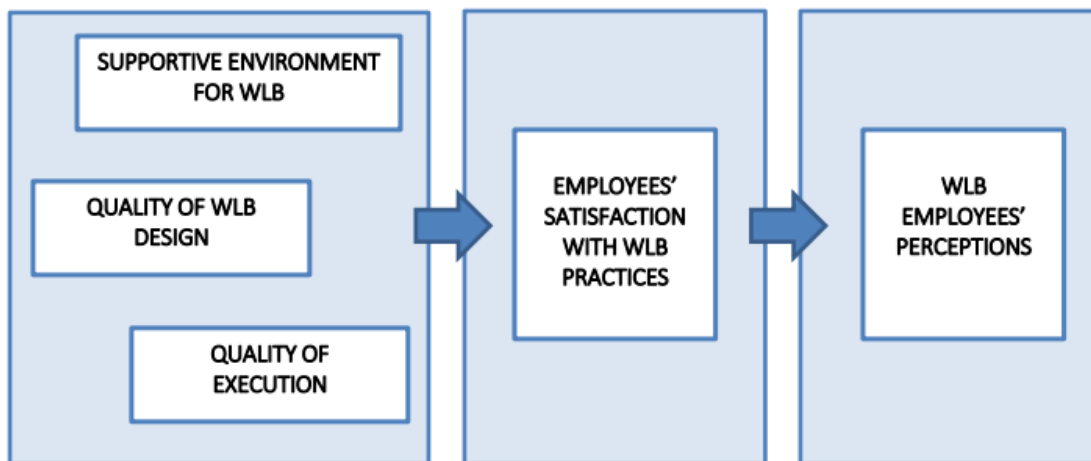 SUPPORTIVE ENVIRONMENT
FOR WLB
QUALITY OF WLB
DESIGN
QUALITY OF
EXECUTION
EMPLOYEES’
SATISFACTION
WITH WLB
PRACTICES
WLB
EMPLOYEES’
PERCEPTIONS